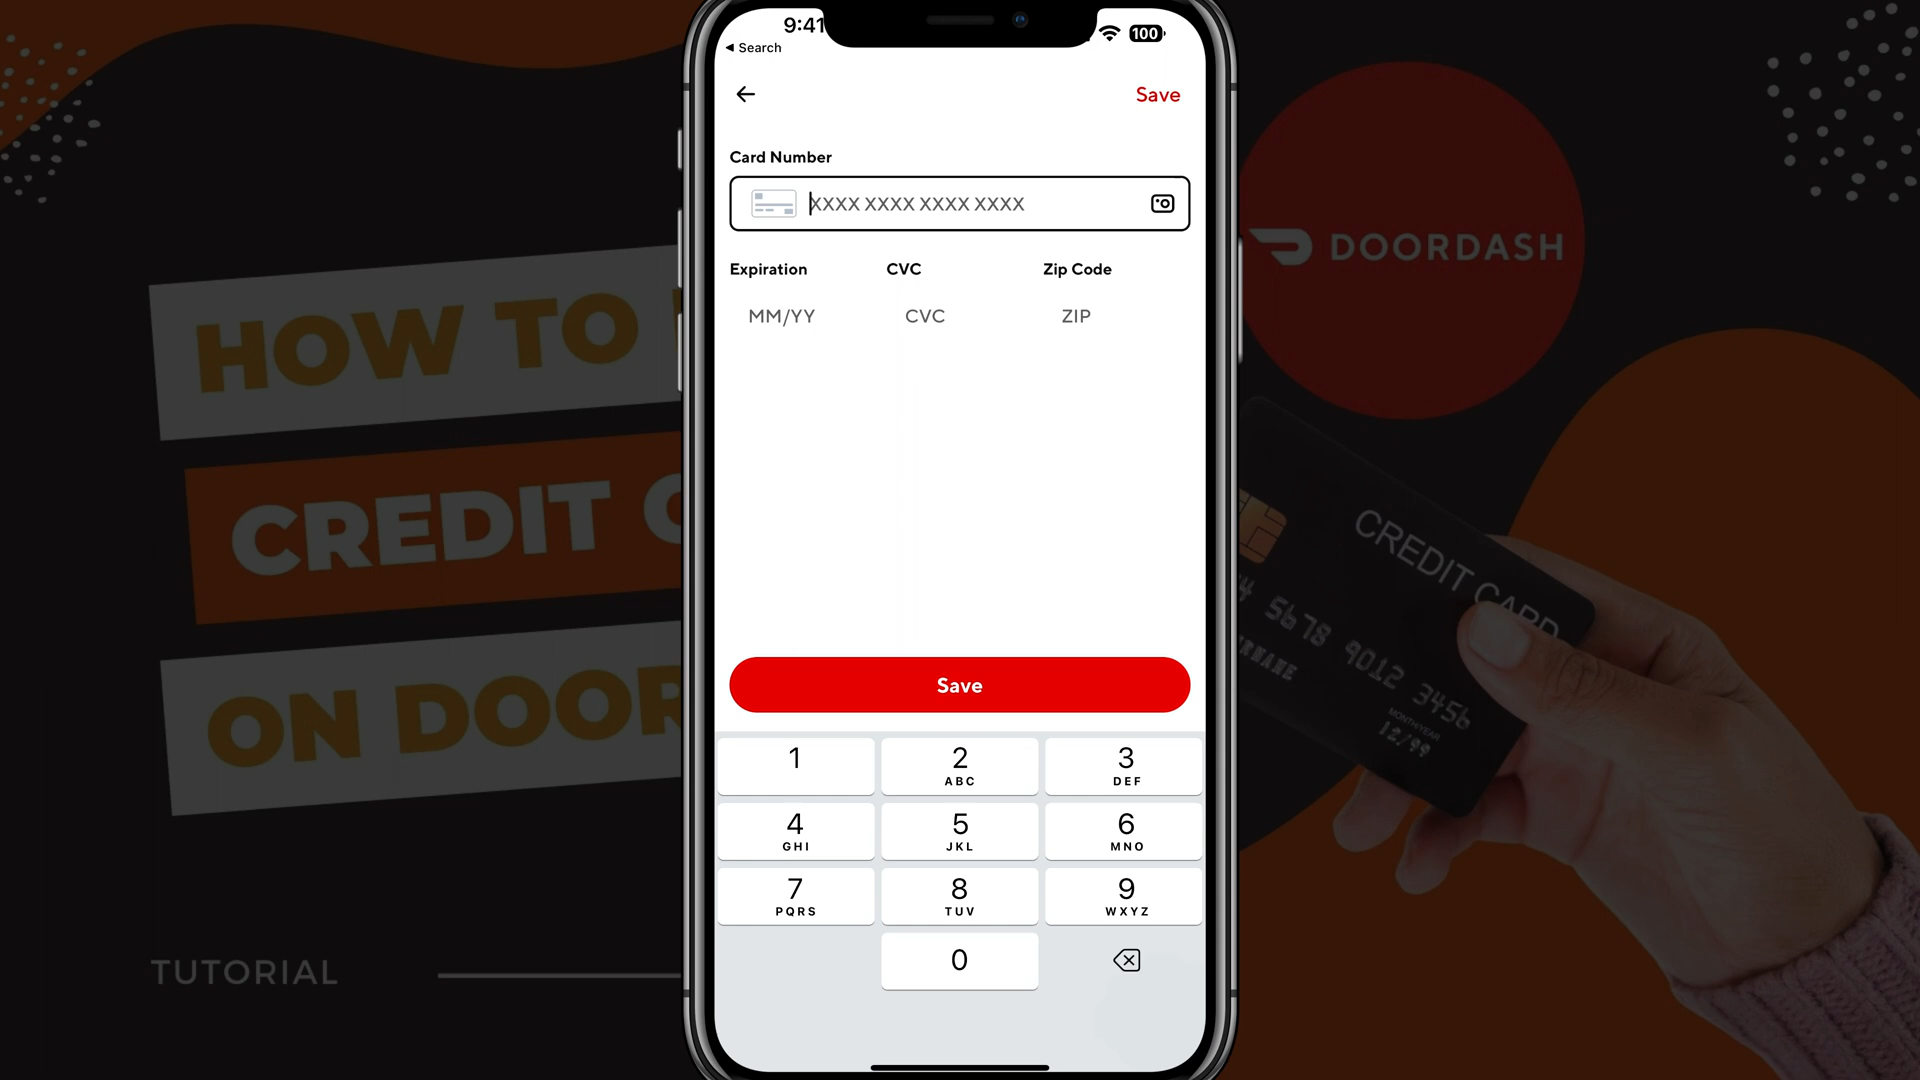 9:41
100
◀ Search
Save
Card Number
XXXX XXXX XXXX XXXX
Expiration
CVC
Zip Code
MM/YY
CVC
ZIP
Save
1
2
ABC
3
DEF
4
GHI
5
JKL
6
MNO
7
PQRS
8
TUV
9
WXYZ
0
HOW TO
CREDIT
ON DOOR
TUTORIAL
DOORDASH
CREDIT CARD
5678 9012 3456
MONTH/YEAR
12/99